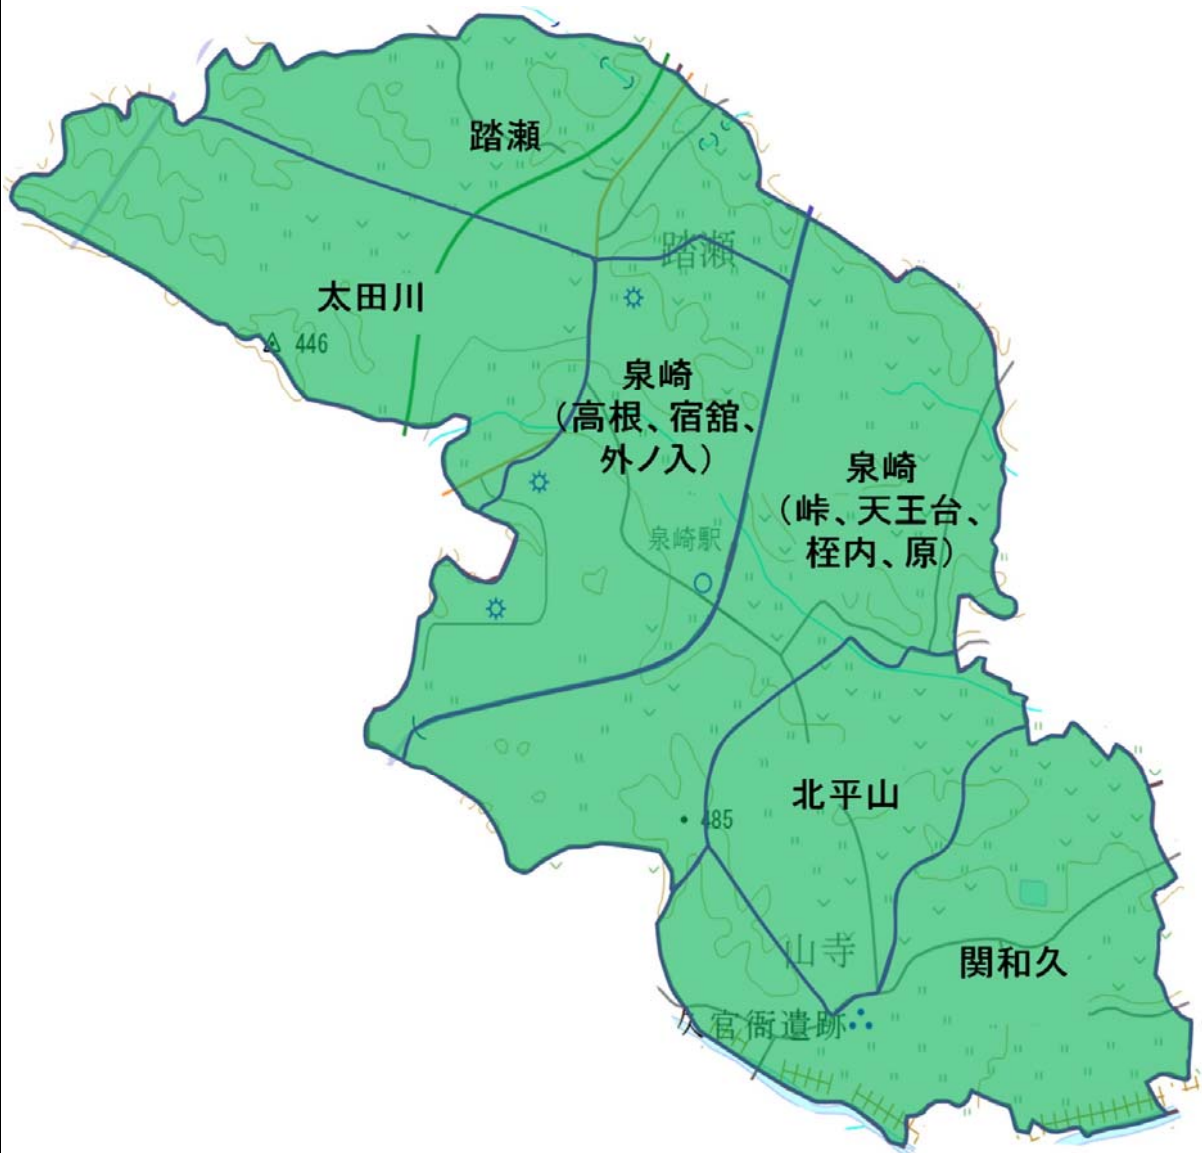 踏瀬
踏瀬
太田川
446
泉崎
(高根、宿舘、
外ノ入)
泉崎
(峠、天王台、
桎内、原)
泉崎駅
北平山
485
山寺
関和久
久官衙遺跡